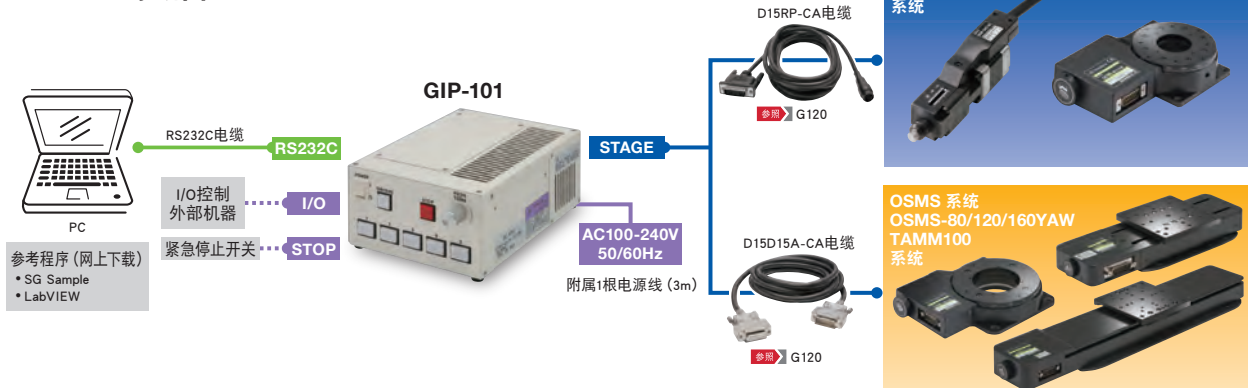 D15RP-CA电缆
系统
GIP-101
参照 G120
RS232C电缆
RS232C
STAGE
I/O控制
外部机器
I/O
PC
紧急停止开关
STOP
AC100-240V
50/60Hz
附属1根电源线（3m）
参考程序（网上下载）
• SG Sample
• LabVIEW
D15D15A-CA电缆
参照 G120
OSMS 系统
OSMS-80/120/160YAW
TAMM100
系统